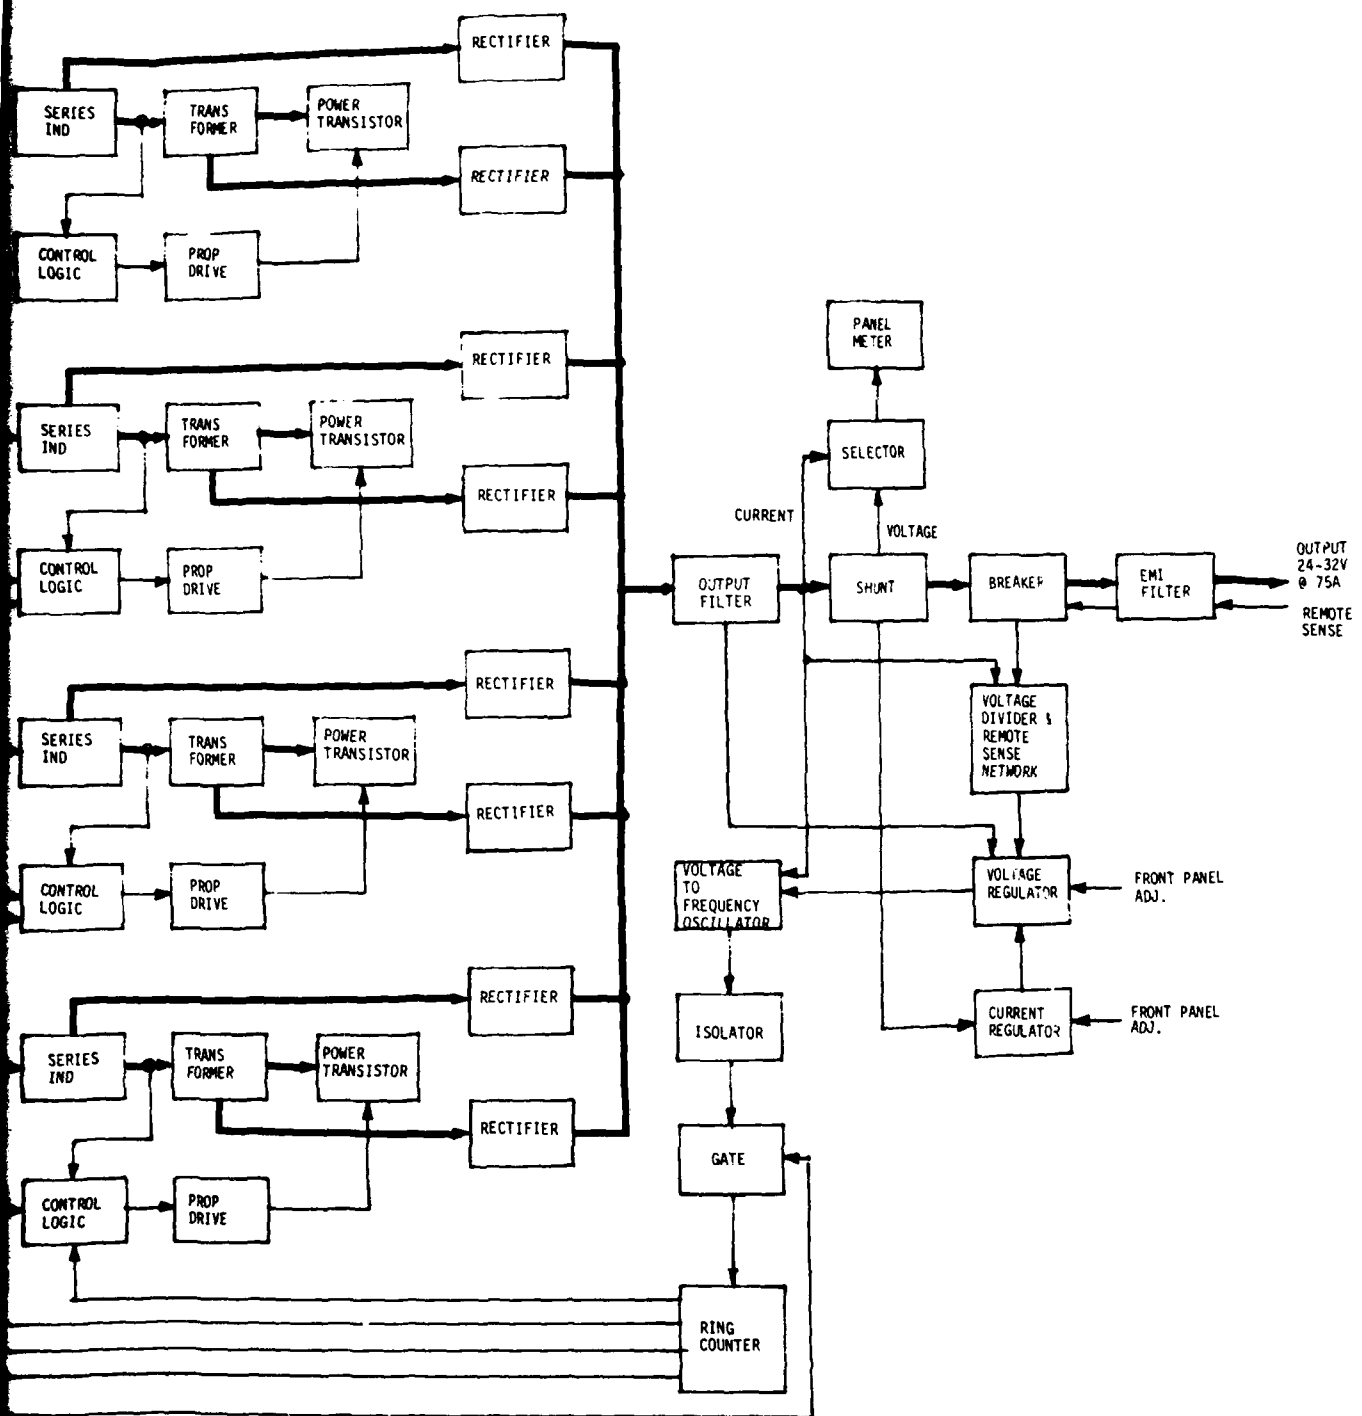 RECTIFIER
SERIES
IND
TRANS
FORMER
POWER
TRANSISTOR
RECTIFIER
CONTROL
LOGIC
PROP
DRIVE
RECTIFIER
SERIES
IND
TRANS
FORMER
POWER
TRANSISTOR
RECTIFIER
CONTROL
LOGIC
PROP
DRIVE
RECTIFIER
SERIES
IND
TRANS
FORMER
POWER
TRANSISTOR
RECTIFIER
CONTROL
LOGIC
PROP
DRIVE
RECTIFIER
SERIES
IND
TRANS
FORMER
POWER
TRANSISTOR
RECTIFIER
CONTROL
LOGIC
PROP
DRIVE
PANEL
METER
SELECTOR
CURRENT
VOLTAGE
OUTPUT
FILTER
SHUNT
BREAKER
EMI
FILTER
OUTPUT
24-32V
@ 75A
REMOTE
SENSE
VOLTAGE
DIVIDER &
REMOTE
SENSE
NETWORK
VOLTAGE
TO
FREQUENCY
OSCILLATOR
VOLTAGE
REGULATOR
FRONT PANEL
ADJ.
ISOLATOR
CURRENT
REGULATOR
FRONT PANEL
ADJ.
GATE
RING
COUNTER